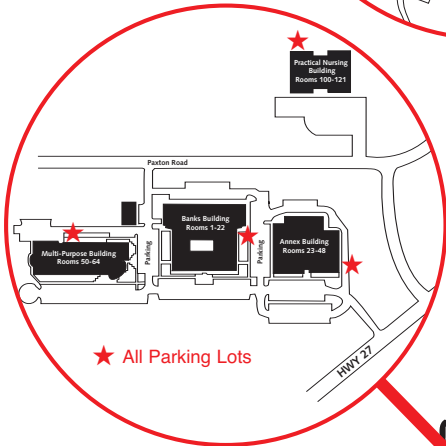 Practical Nursing
Building
Rooms 100-121
Paxton Road
Banks Building
Rooms 1-22
Multi-Purpose Building
Rooms 50-64
Parking
Parking
Annex Building
Rooms 23-48
All Parking Lots
HWY 27